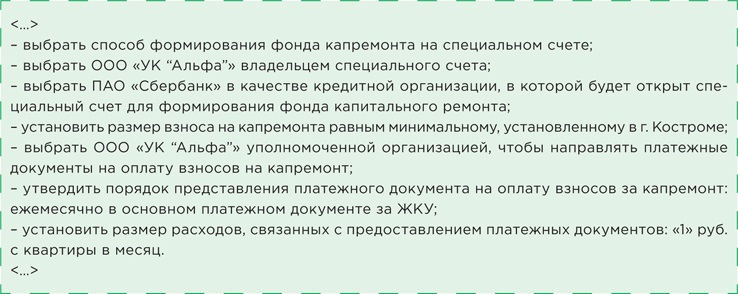 <...>
– выбрать способ формирования фонда капремонта на специальном счете;
– выбрать ООО «УК “Альфа”» владельцем специального счета;
– выбрать ПАО «Сбербанк» в качестве кредитной организации, в которой будет открыт спе-
циальный счет для формирования фонда капитального ремонта;
– установить размер взноса на капремонта равным минимальному, установленному в г. Костроме;
– выбрать ООО «УК “Альфа”» уполномоченной организацией, чтобы направлять платежные
документы на оплату взносов на капремонт;
– утвердить порядок представления платежного документа на оплату взносов за капремонт:
ежемесячно в основном платежном документе за ЖКУ;
– установить размер расходов, связанных с предоставлением платежных документов: «1» руб.
с квартиры в месяц.
<...>